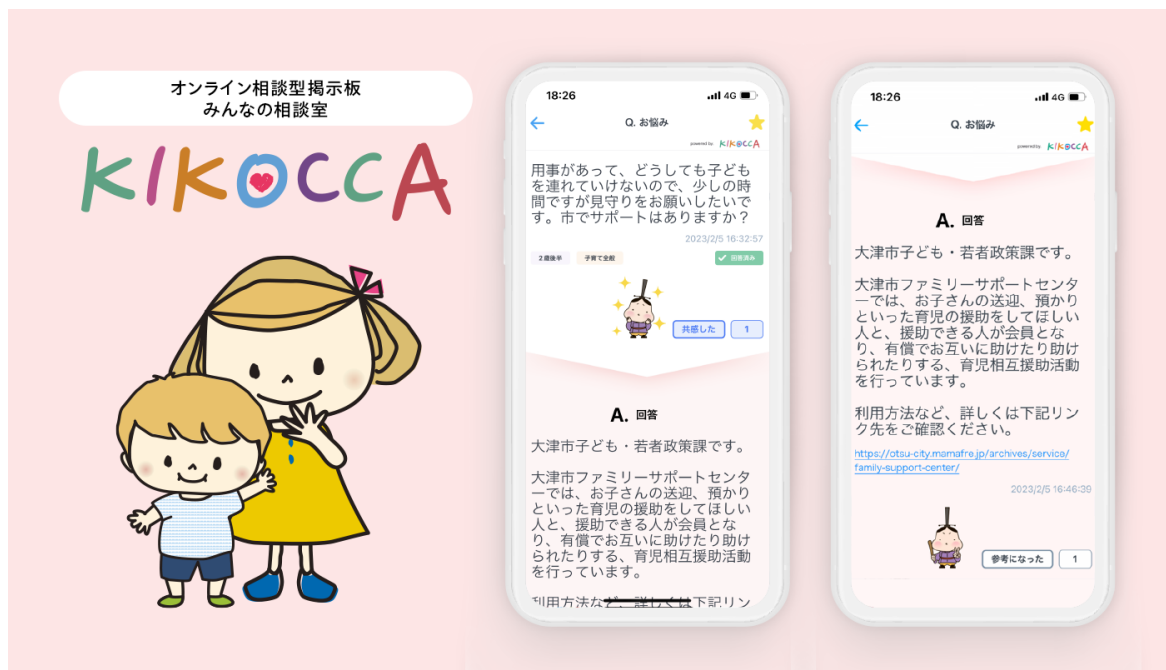 オンライン相談型掲示板
みんなの相談室
KIKOCCA
18:26
4G
Q. お悩み
powered by KIKOCCA
用事があって、どうしても子ども
を連れていけないので、少しの時
間ですが見守りをお願いしたいで
す。市でサポートはありますか？
2023/2/5 16:32:57
2歳後半
子育て全般
回答済み
共感した
1
A. 回答
大津市子ども・若者政策課です。
大津市ファミリーサポートセンタ
ーでは、お子さんの送迎、預かり
といった育児の援助をしてほしい
人と、援助できる人が会員とな
り、有償でお互いに助けたり助け
られたりする、育児相互援助活動
を行っています。
利用方法など、詳しくは下記リン
18:26
4G
Q. お悩み
powered by KIKOCCA
A. 回答
大津市子ども・若者政策課です。
大津市ファミリーサポートセンタ
ーでは、お子さんの送迎、預かり
といった育児の援助をしてほしい
人と、援助できる人が会員とな
り、有償でお互いに助けたり助け
られたりする、育児相互援助活動
を行っています。
利用方法など、詳しくは下記リン
ク先をご確認ください。
https://otsu-city.mamafre.jp/archives/service/
family-support-center/
2023/2/5 16:46:39
参考になった
1